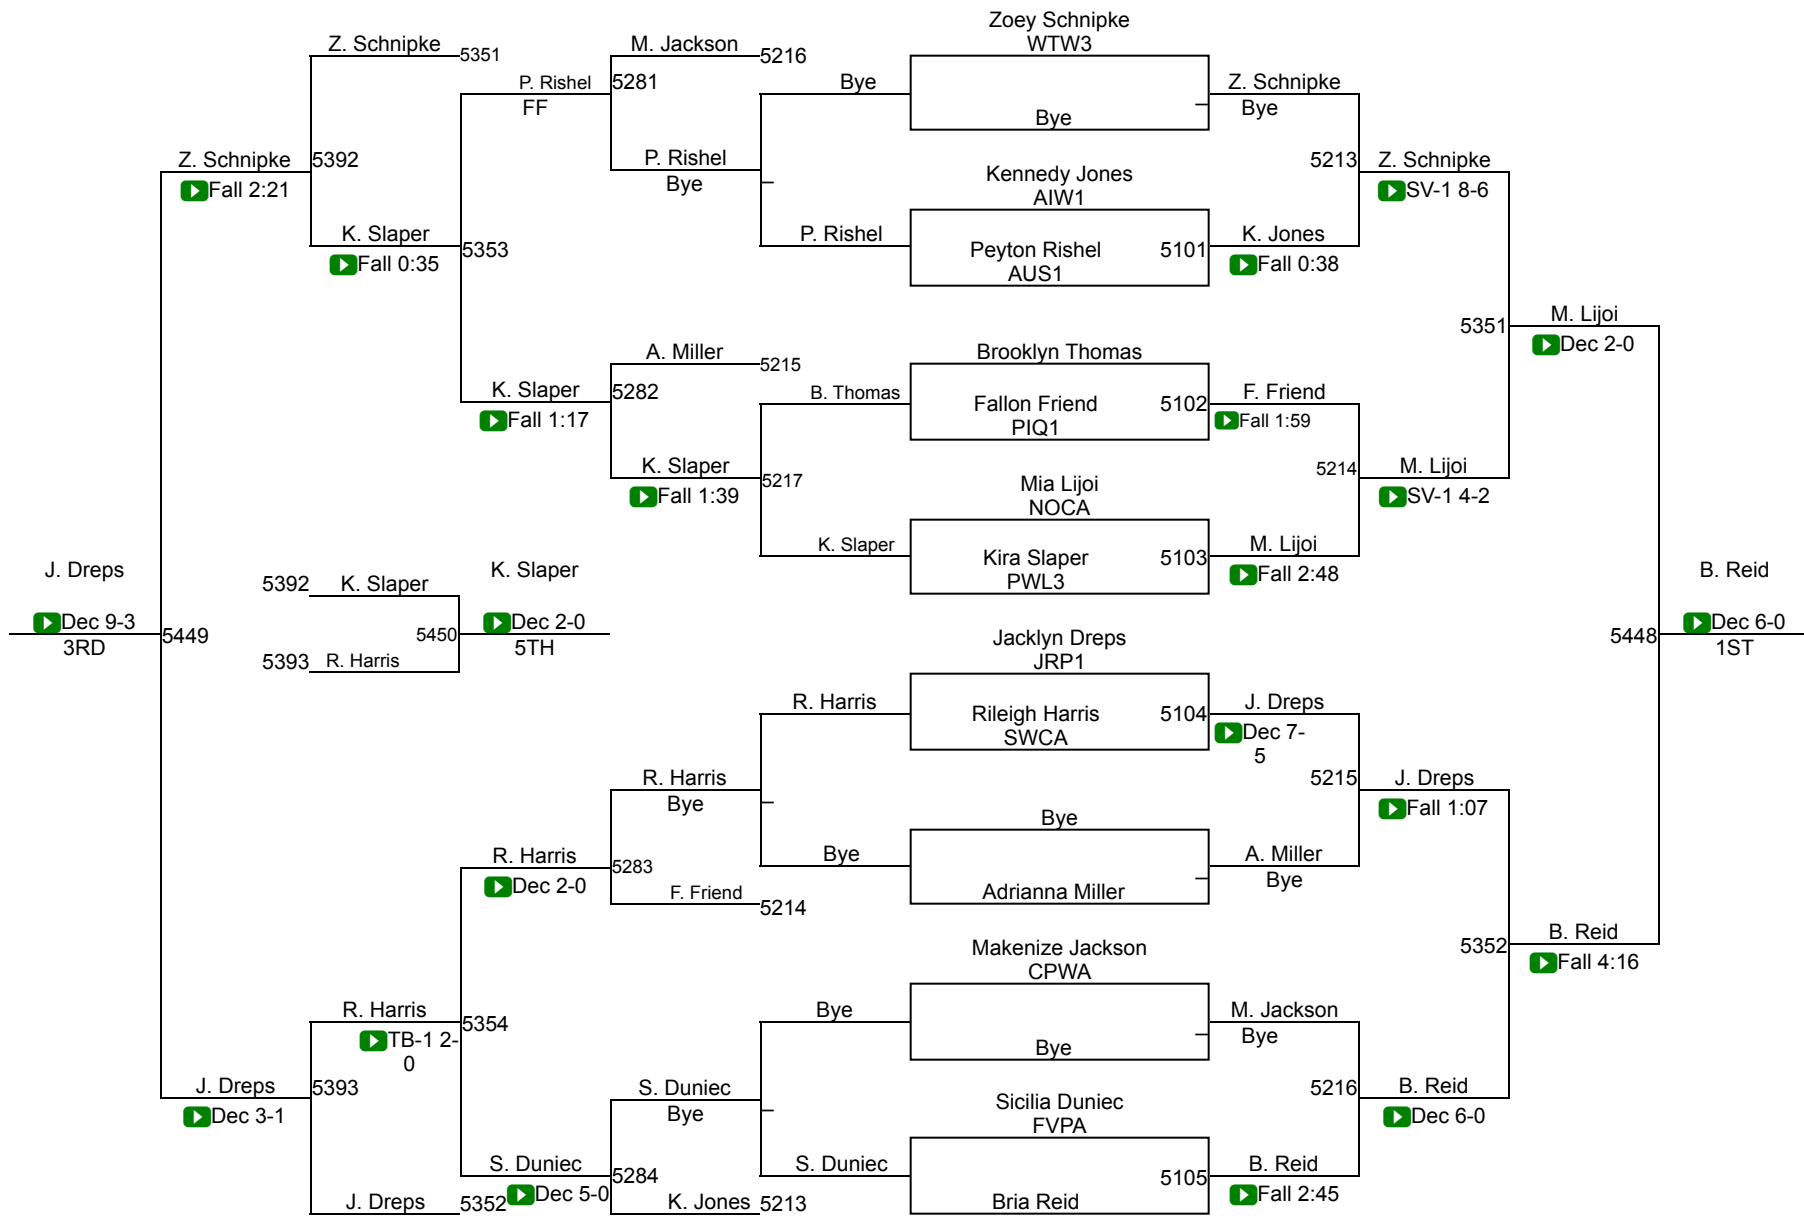 Zoey Schnipke
WTW3
Z. Schnipke
5351
M. Jackson
5216
P. Rishel
5281
FF
Bye
Z. Schnipke
Bye
Bye
Z. Schnipke
5392
Fall 2:21
P. Rishel
Bye
5213
Z. Schnipke
SV-1 8-6
Kennedy Jones
AIW1
K. Slaper
5353
Fall 0:35
P. Rishel
Peyton Rishel
5101
AUS1
K. Jones
Fall 0:38
M. Lijoi
5351
Dec 2-0
A. Miller
5215
Brooklyn Thomas
K. Slaper
5282
Fall 1:17
B. Thomas
Fallon Friend
5102
PIQ1
F. Friend
Fall 1:59
K. Slaper
5217
Fall 1:39
5214
M. Lijoi
SV-1 4-2
Mia Lijoi
NOCA
K. Slaper
Kira Slaper
5103
PWL3
M. Lijoi
Fall 2:48
J. Dreps
Dec 9-3
5449
3RD
5392
K. Slaper
5450
5393
R. Harris
K. Slaper
Dec 2-0
5TH
B. Reid
5448
Dec 6-0
1ST
Jacklyn Dreps
JRP1
R. Harris
Rileigh Harris
5104
SWCA
J. Dreps
Dec 7-
5
R. Harris
Bye
5215
J. Dreps
Fall 1:07
Bye
R. Harris
5283
Dec 2-0
Bye
A. Miller
Bye
Adrianna Miller
F. Friend
5214
Makenize Jackson
CPWA
5352
B. Reid
Fall 4:16
R. Harris
5354
TB-1 2-
0
Bye
M. Jackson
Bye
Bye
J. Dreps
5393
Dec 3-1
S. Duniec
Bye
5216
B. Reid
Dec 6-0
Sicilia Duniec
FVPA
S. Duniec
5284
Dec 5-0
S. Duniec
5105
Bria Reid
B. Reid
Fall 2:45
J. Dreps
5352
K. Jones
5213